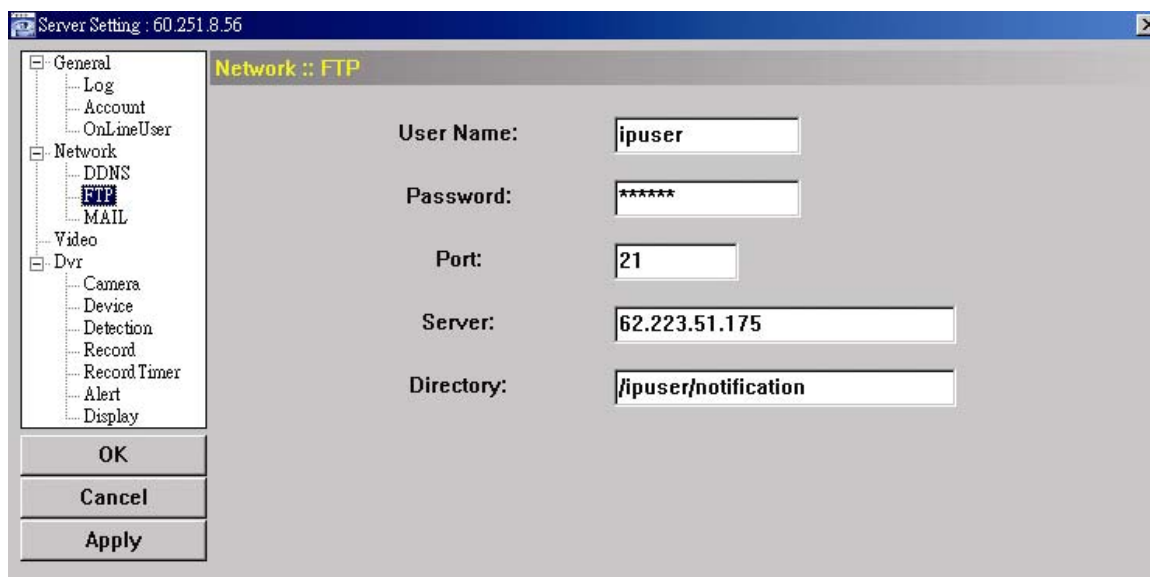 Server Setting : 60.251.8.56
General
Log
Account
OnLineUser
Network
DDNS
FTP
MAIL
Video
Dvr
Camera
Device
Detection
Record
Record Timer
Alert
Display
OK
Cancel
Apply
Network :: FTP
User Name: ipuser
Password: ******
Port: 21
Server: 62.223.51.175
Directory: /ipuser/notification